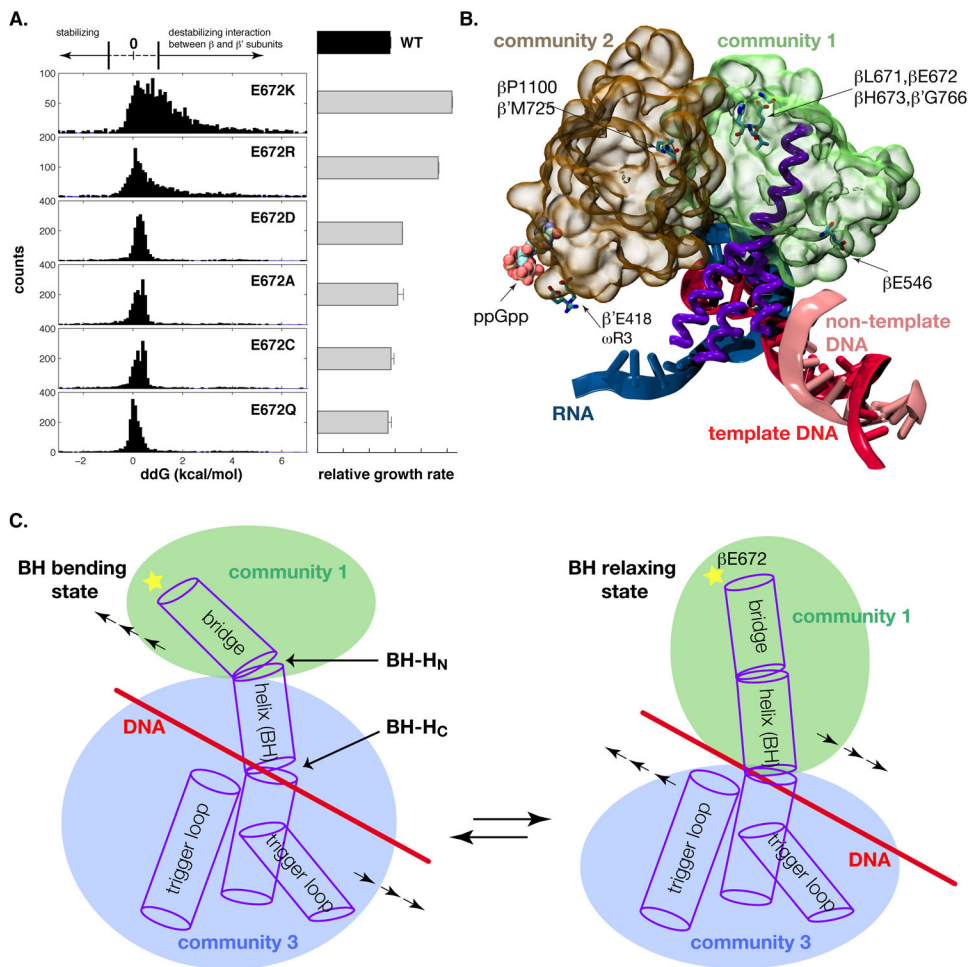 A.
stabilizing
0
destabilizing interaction
between β and β' subunits
WT
100
50
0
E672K
200
100
0
E672R
400
200
0
E672D
400
200
0
E672A
400
200
0
E672C
400
200
0
E672Q
counts
-2
0
2
4
6
ddG (kcal/mol)
relative growth rate
B.
community 2
community 1
βP1100
β'M725
βL671,βE672
βH673,β'G766
βE546
ppGpp
β'E418
ωR3
non-template
DNA
RNA
template DNA
C.
BH bending
state
community 1
bridge
BH-HN
helix (BH)
DNA
BH-HC
trigger loop
trigger loop
community 3
BH relaxing
state
βE672
bridge
community 1
helix (BH)
trigger loop
trigger loop
DNA
community 3